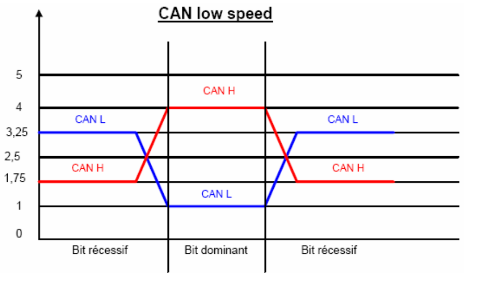 CAN low speed
5
CAN H
4
CAN L
CAN L
3,25
2,5
CAN H
CAN H
1,75
CAN L
1
0
Bit récessif
Bit dominant
Bit récessif